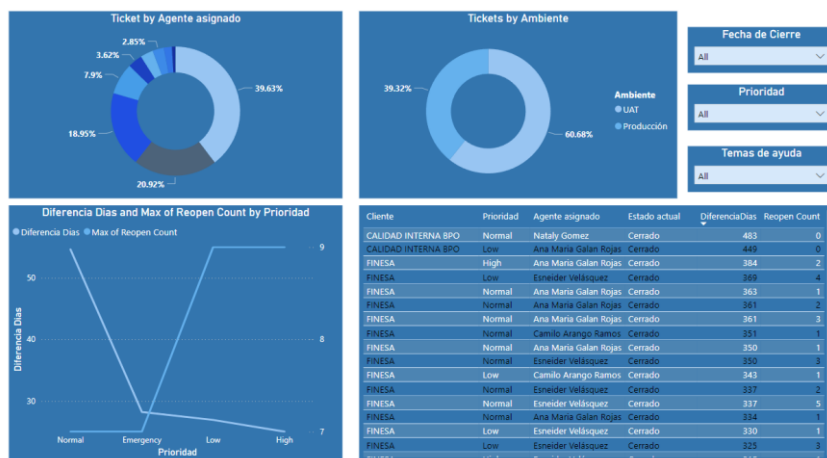 Ticket by Agente asignado
2.85%
3.62%
7.9%
18.95%
20.92%
39.63%
Tickets by Ambiente
39.32%
60.68%
Ambiente
UAT
Producción
Fecha de Cierre
All
Prioridad
All
Temas de ayuda
All
Diferencia Dias and Max of Reopen Count by Prioridad
Diferencia Dias Max of Reopen Count
Diferencia Dias
50
40
30
9
8
7
Normal Emergency Low High
Prioridad
Cliente Prioridad Agente asignado Estado actual DiferenciaDias Reopen Count
CALIDAD INTERNA BPO Normal Nataly Gomez Cerrado 483 0
CALIDAD INTERNA BPO Low Ana Maria Galan Rojas Cerrado 449 0
FINESA High Ana Maria Galan Rojas Cerrado 384 2
FINESA Low Esneider Velásquez Cerrado 369 4
FINESA Normal Ana Maria Galan Rojas Cerrado 363 1
FINESA Normal Ana Maria Galan Rojas Cerrado 361 2
FINESA Normal Ana Maria Galan Rojas Cerrado 361 3
FINESA Normal Camilo Arango Ramos Cerrado 351 1
FINESA Normal Ana Maria Galan Rojas Cerrado 350 1
FINESA Normal Esneider Velásquez Cerrado 350 3
FINESA Low Camilo Arango Ramos Cerrado 343 1
FINESA Normal Esneider Velásquez Cerrado 337 2
FINESA Normal Esneider Velásquez Cerrado 337 5
FINESA Normal Ana Maria Galan Rojas Cerrado 334 1
FINESA Low Esneider Velásquez Cerrado 330 1
FINESA Low Esneider Velásquez Cerrado 325 3